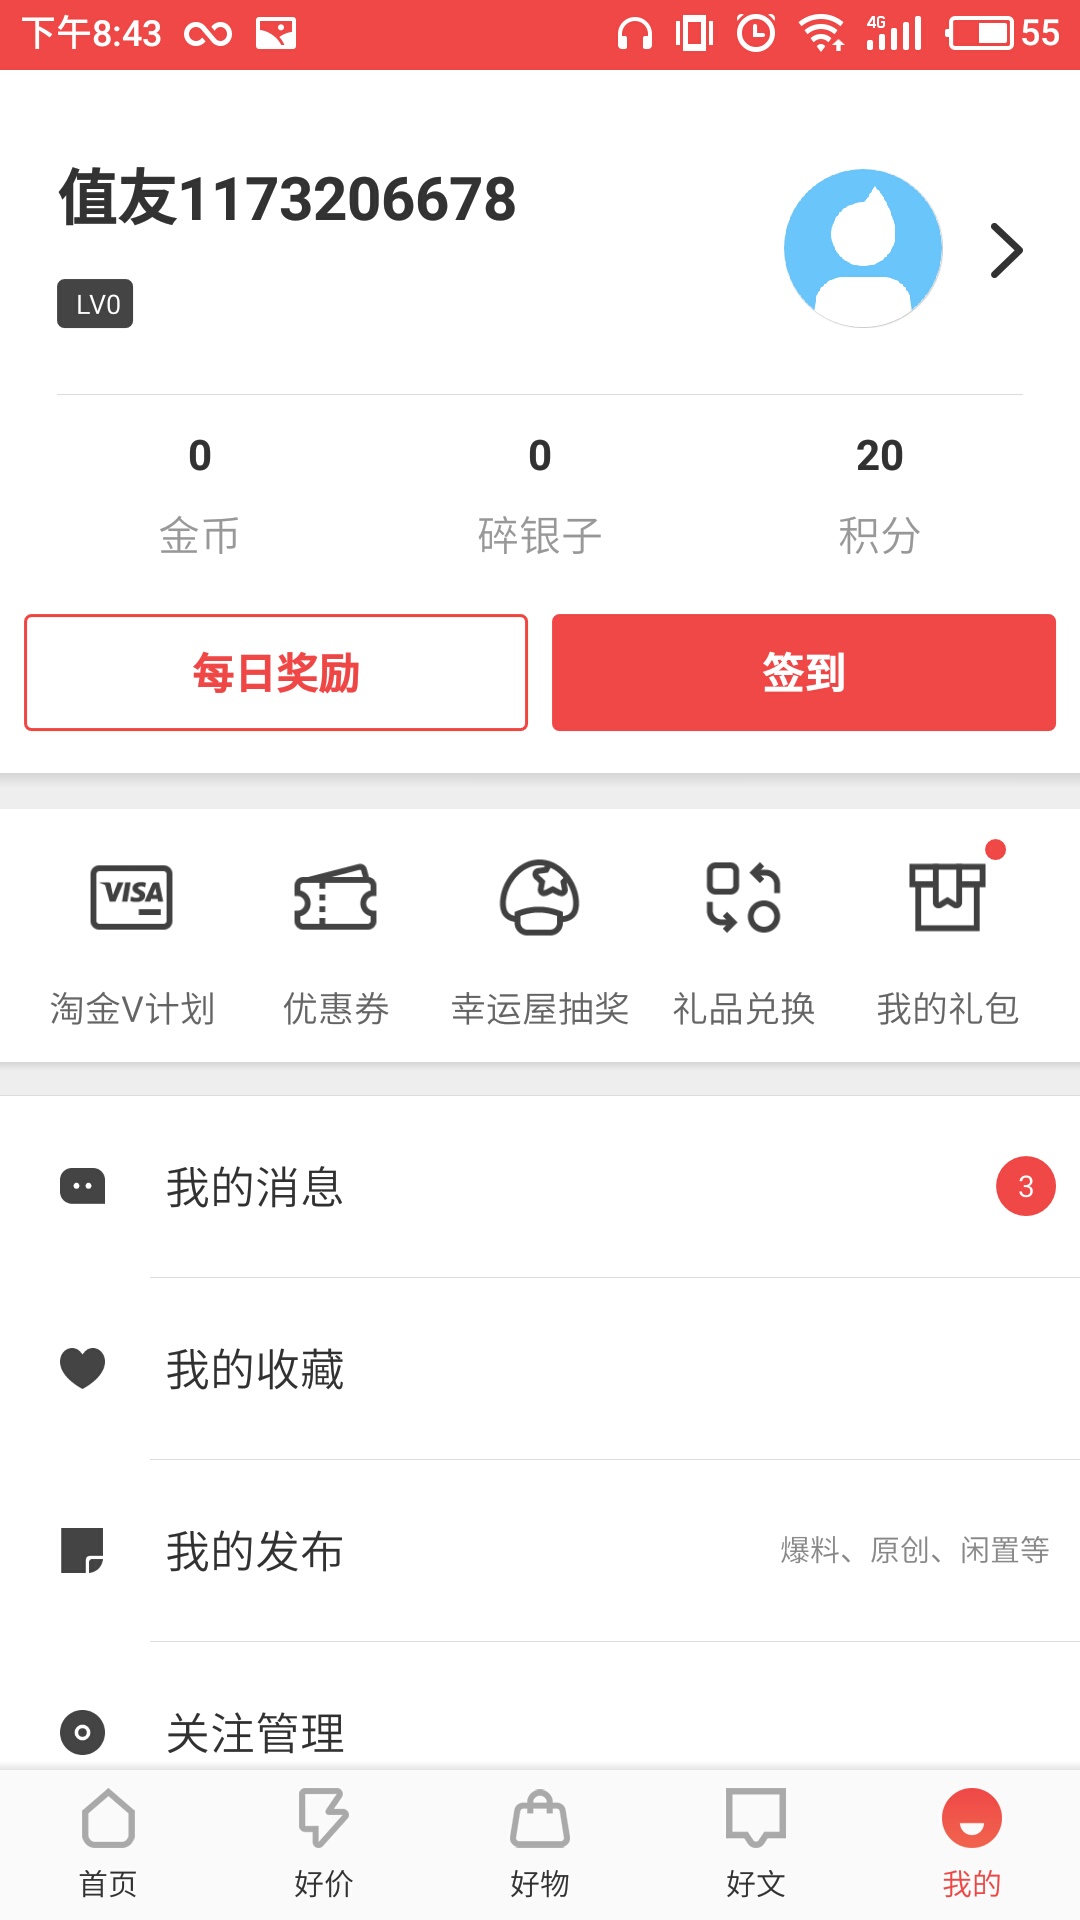 下午8:43 4G 55
值友1173206678
LV0
0 0 20
金币 碎银子 积分
每日奖励 签到
VISA
淘金V计划 优惠券 幸运屋抽奖 礼品兑换 我的礼包
我的消息 3
我的收藏
我的发布 爆料、原创、闲置等
关注管理
首页 好价 好物 好文 我的